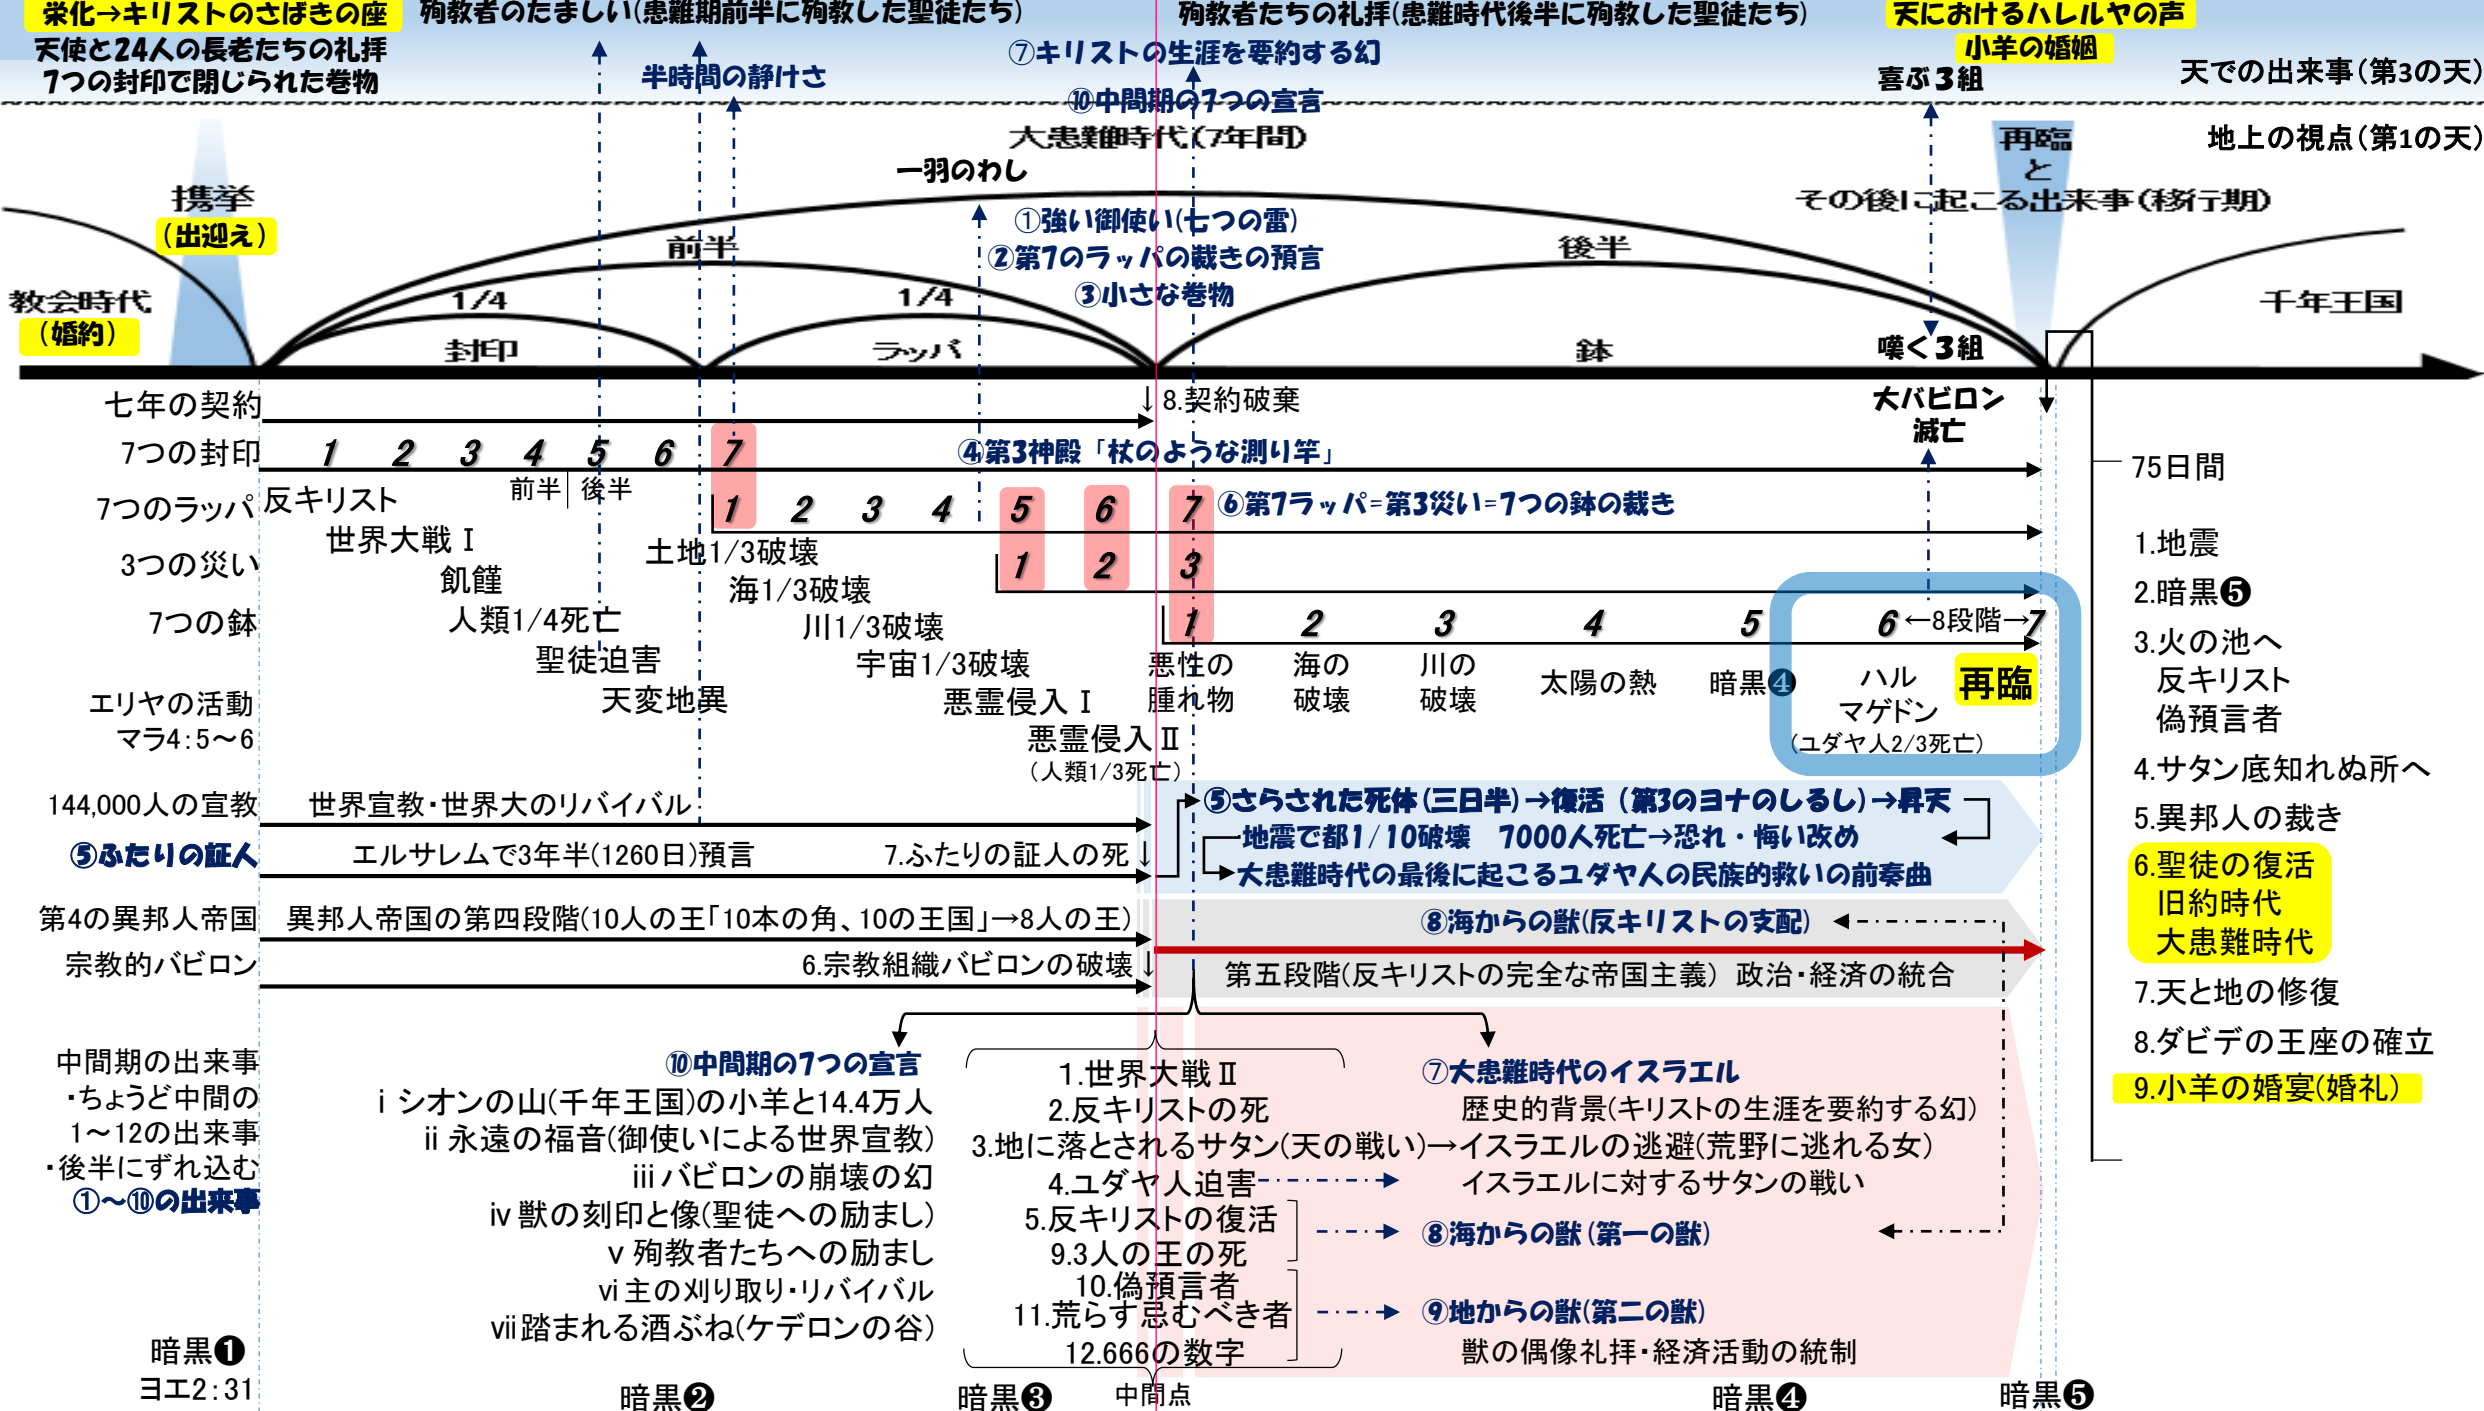 栄化→キリストのさばきの座
天使と24人の長老たちの礼拝
7つの封印で閉じられた巻物
殉教者のたましい(患難期前半に殉教した聖徒たち)
半時間の静けさ
殉教者たちの礼拝(患難時代後半に殉教した聖徒たち)
⑦キリストの生涯を要約する幻
⑩中間期の7つの宣言
天におけるハレルヤの声
小羊の婚姻
喜ぶ3組
天での出来事(第3の天)
地上の視点(第1の天)
大患難時代(7年間)
一羽のわし
再臨
と
その後に起こる出来事(移行期)
携挙
(出迎え)
①強い御使い(七つの雷)
②第7のラッパの裁きの預言
③小さな巻物
前半
後半
教会時代
(婚約)
1/4
1/4
千年王国
封印
ラッパ
鉢
嘆く3組
七年の契約
↓8.契約破棄
大バビロン
滅亡
7つの封印
1 2 3 4 5 6 7
④第3神殿「杖のような測り竿」
前半
後半
75日間
7つのラッパ
1 2 3 4 5 6 7
⑥第7ラッパ=第3災い=7つの鉢の裁き
反キリスト
世界大戦Ⅰ
飢饉
人類1/4死亡
聖徒迫害
天変地異
土地1/3破壊
海1/3破壊
川1/3破壊
宇宙1/3破壊
悪霊侵入Ⅰ
悪霊侵入Ⅱ
(人類1/3死亡)
3つの災い
1 2 3
7つの鉢
1 2 3 4 5 6 ←8段階→7
悪性の
腫れ物
海の
破壊
川の
破壊
太陽の熱
暗黒❹
ハル
マゲドン
(ユダヤ人2/3死亡)
再臨
1.地震
2.暗黒❺
3.火の池へ
反キリスト
偽預言者
4.サタン底知れぬ所へ
5.異邦人の裁き
6.聖徒の復活
旧約時代
大患難時代
7.天と地の修復
8.ダビデの王座の確立
9.小羊の婚宴(婚礼)
エリヤの活動
マラ4:5～6
144,000人の宣教
世界宣教・世界大のリバイバル
⑤ふたりの証人
エルサレムで3年半(1260日)預言
7.ふたりの証人の死↓
⑤さらされた死体(三日半)→復活(第3のヨナのしるし)→昇天
地震で都1/10破壊 7000人死亡→恐れ・悔い改め
大患難時代の最後に起こるユダヤ人の民族的救いの前奏曲
第4の異邦人帝国
異邦人帝国の第四段階(10人の王「10本の角、10の王国」→8人の王)
⑧海からの獣(反キリストの支配)
宗教的バビロン
6.宗教組織バビロンの破壊↓
第五段階(反キリストの完全な帝国主義) 政治・経済の統合
中間期の出来事
・ちょうど中間の
1～12の出来事
・後半にずれ込む
①～⑩の出来事
⑩中間期の7つの宣言
ⅰ シオンの山(千年王国)の小羊と14.4万人
ⅱ 永遠の福音(御使いによる世界宣教)
ⅲ バビロンの崩壊の幻
ⅳ 獣の刻印と像(聖徒への励まし)
ⅴ 殉教者たちへの励まし
ⅵ 主の刈り取り・リバイバル
ⅶ 踏まれる酒ぶね(ケデロンの谷)
1.世界大戦Ⅱ
2.反キリストの死
3.地に落とされるサタン(天の戦い)→イスラエルの逃避(荒野に逃れる女)
4.ユダヤ人迫害
5.反キリストの復活
9.3人の王の死
10.偽預言者
11.荒らす忌むべき者
12.666の数字
中間点
⑦大患難時代のイスラエル
歴史的背景(キリストの生涯を要約する幻)
イスラエルに対するサタンの戦い
⑧海からの獣(第一の獣)
⑨地からの獣(第二の獣)
獣の偶像礼拝・経済活動の統制
暗黒❶
ヨエ2:31
暗黒❷
暗黒❸
暗黒❹
暗黒❺